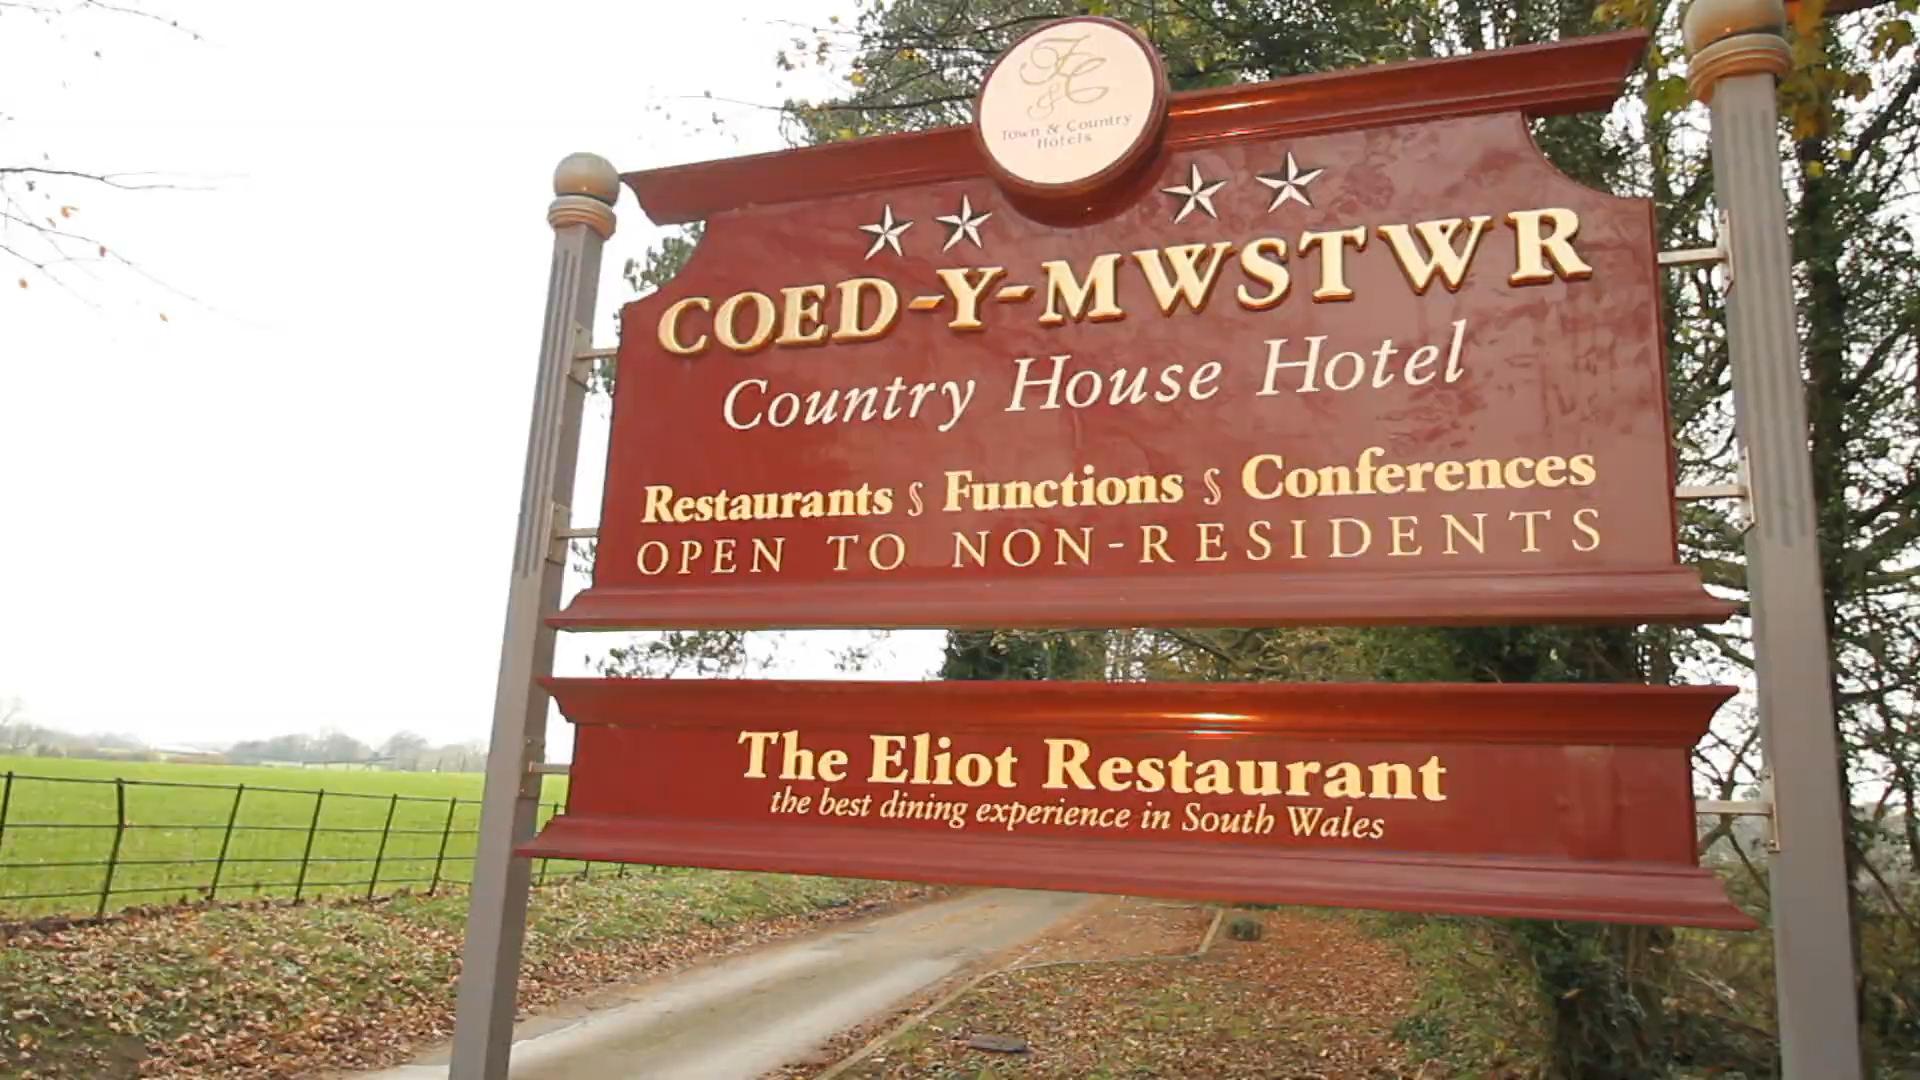 T&C
Town & Country
Hotels
COED-Y-MWSTWR
Country House Hotel
Restaurants § Functions § Conferences
OPEN TO NON-RESIDENTS
The Eliot Restaurant
the best dining experience in South Wales